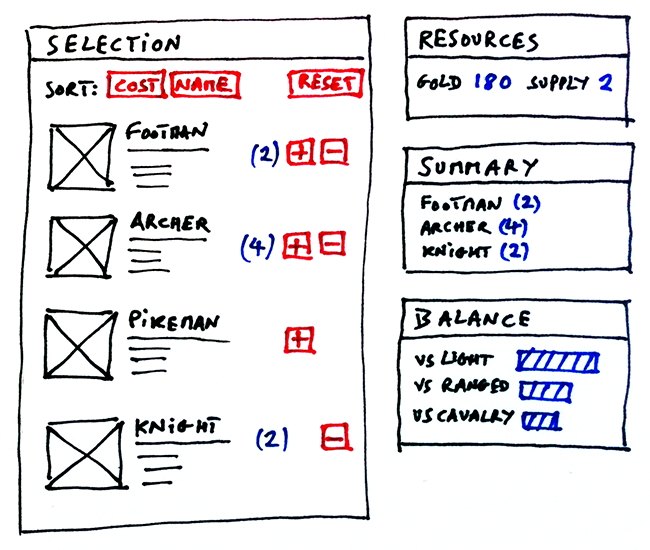 SELECTION
SORT: COST NAME RESET
FOOTMAN
(2) + -
ARCHER
(4) + -
PIKEMAN
+
KNIGHT
(2) -
RESOURCES
GOLD 180 SUPPLY 2
SUMMARY
FOOTMAN (2)
ARCHER (4)
KNIGHT (2)
BALANCE
VS LIGHT
VS RANGED
VS CAVALRY